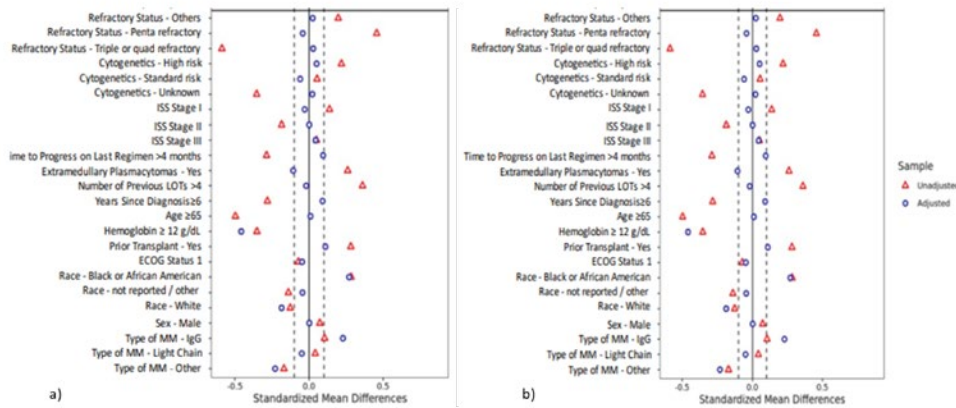 Refractory Status - Others
Refractory Status - Penta refractory
Refractory Status - Triple or quad refractory
Cytogenetics - High risk
Cytogenetics - Standard risk
Cytogenetics - Unknown
ISS Stage I
ISS Stage II
ISS Stage III
ime to Progress on Last Regimen >4 months
Extramedullary Plasmacytomas - Yes
Number of Previous LOTs >4
Years Since Diagnosis≥6
Age ≥65
Hemoglobin ≥ 12 g/dL
Prior Transplant - Yes
ECOG Status 1
Race - Black or African American
Race - not reported / other
Race - White
Sex - Male
Type of MM - IgG
Type of MM - Light Chain
Type of MM - Other
-0.5 0.0 0.5
a) Standardized Mean Differences
Refractory Status - Others
Refractory Status - Penta refractory
Refractory Status - Triple or quad refractory
Cytogenetics - High risk
Cytogenetics - Standard risk
Cytogenetics - Unknown
ISS Stage I
ISS Stage II
ISS Stage III
Time to Progress on Last Regimen >4 months
Extramedullary Plasmacytomas - Yes
Number of Previous LOTs >4
Years Since Diagnosis≥6
Age ≥65
Hemoglobin ≥ 12 g/dL
Prior Transplant - Yes
ECOG Status 1
Race - Black or African American
Race - not reported / other
Race - White
Sex - Male
Type of MM - IgG
Type of MM - Light Chain
Type of MM - Other
-0.5 0.0 0.5
b) Standardized Mean Differences
Sample
Unadjusted
Adjusted